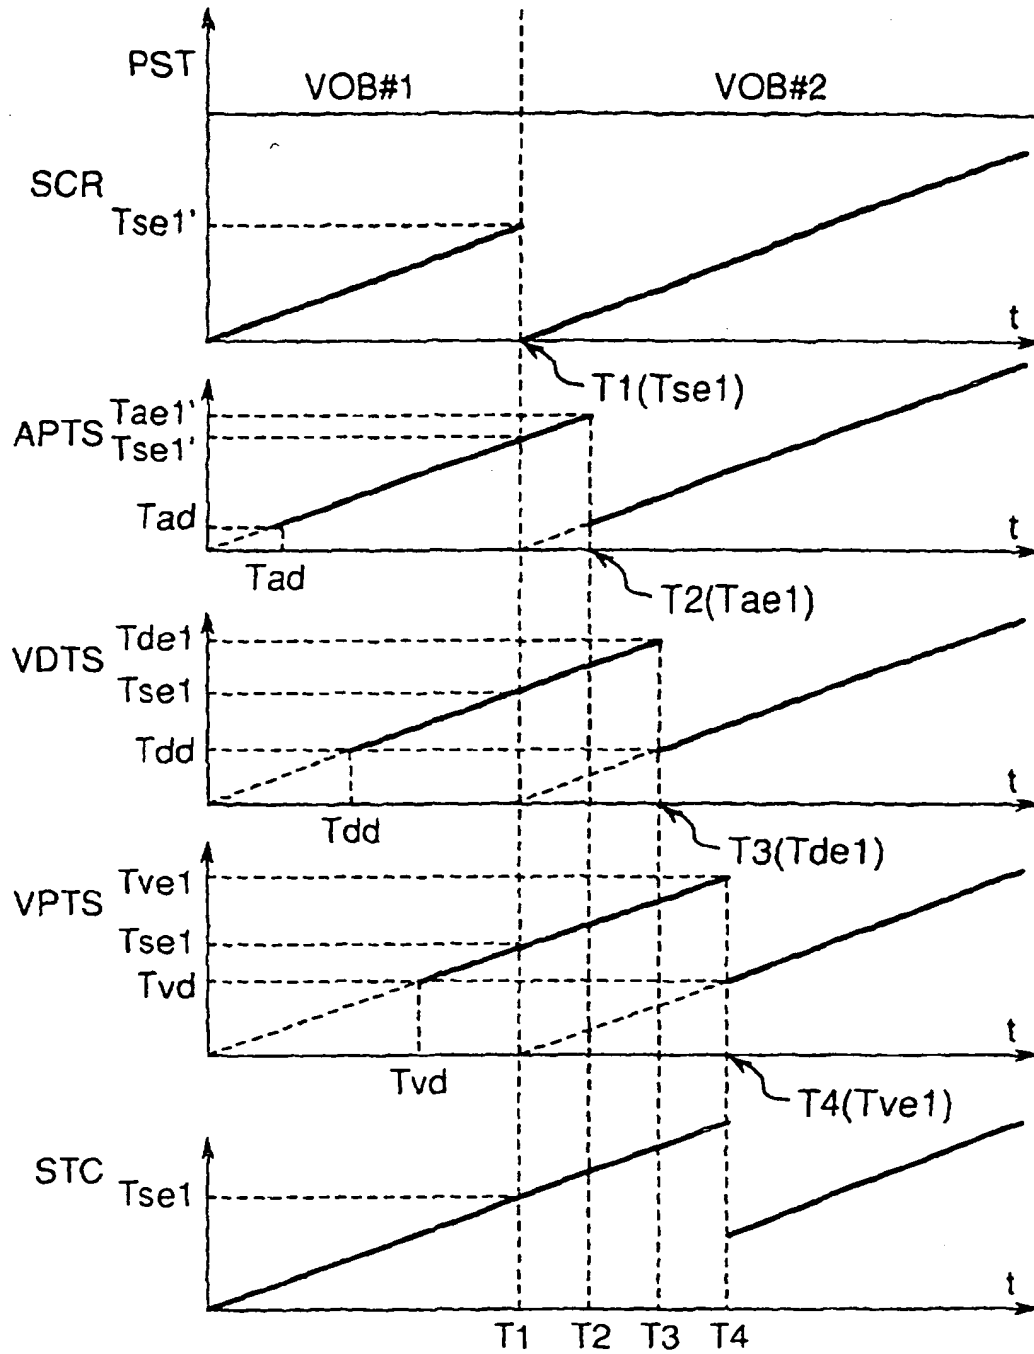 PST
VOB#1 VOB#2
SCR
Tse1'
t
T1(Tse1)
APTS
Tae1'
Tse1'
Tad
t
Tad
T2(Tae1)
VDTS
Tde1
Tse1
Tdd
t
Tdd
T3(Tde1)
VPTS
Tve1
Tse1
Tvd
t
Tvd
T4(Tve1)
STC
Tse1
t
T1 T2 T3 T4